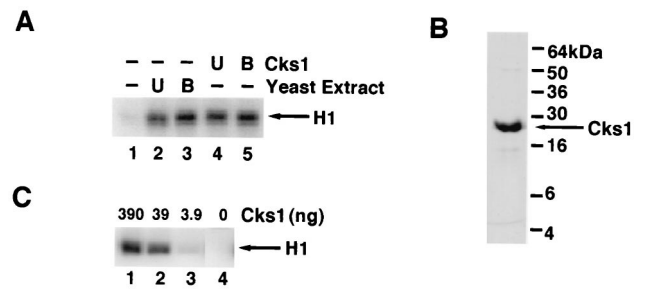 A
– – – U B Cks1
– U B – – Yeast Extract
H1
1 2 3 4 5
B
64kDa
50
36
30
Cks1
16
6
4
C
390 39 3.9 0 Cks1(ng)
H1
1 2 3 4